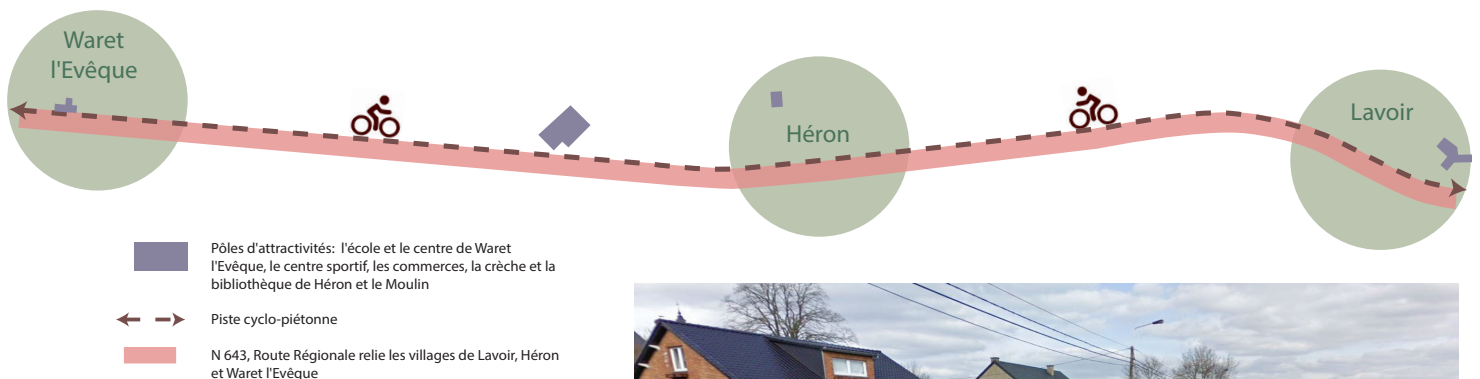 Waret
l'Evêque
Héron
Lavoir
Pôles d'attractivités: l'école et le centre de Waret
l'Evêque, le centre sportif, les commerces, la crèche et la
bibliothèque de Héron et le Moulin
Piste cyclo-piétonne
N 643, Route Régionale relie les villages de Lavoir, Héron
et Waret l'Evêque